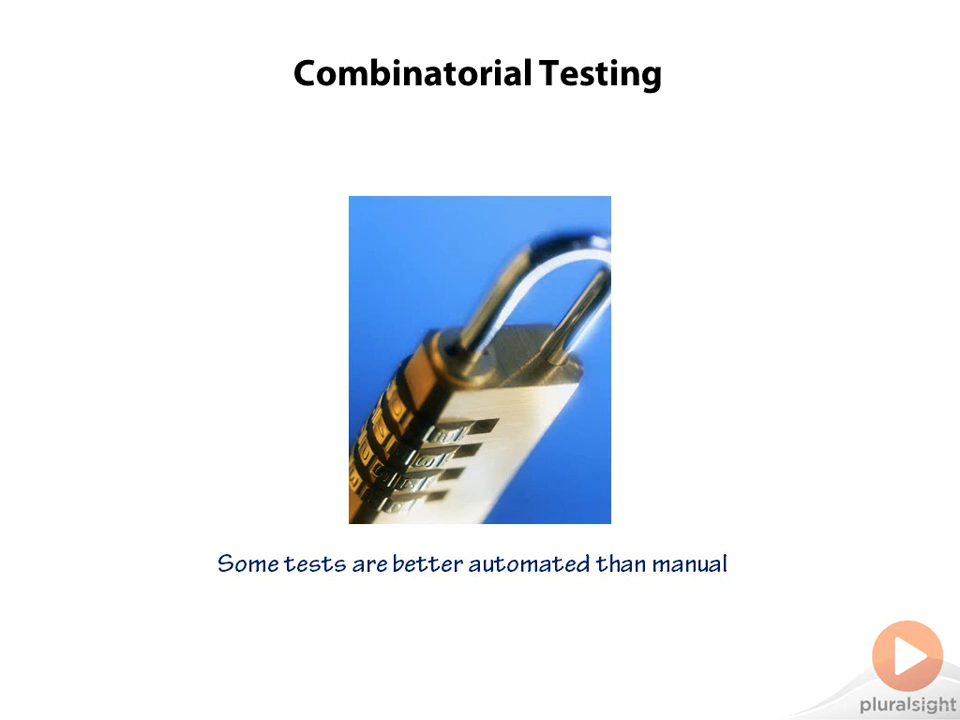 Combinatorial Testing
Some tests are better automated than manual
pluralsight